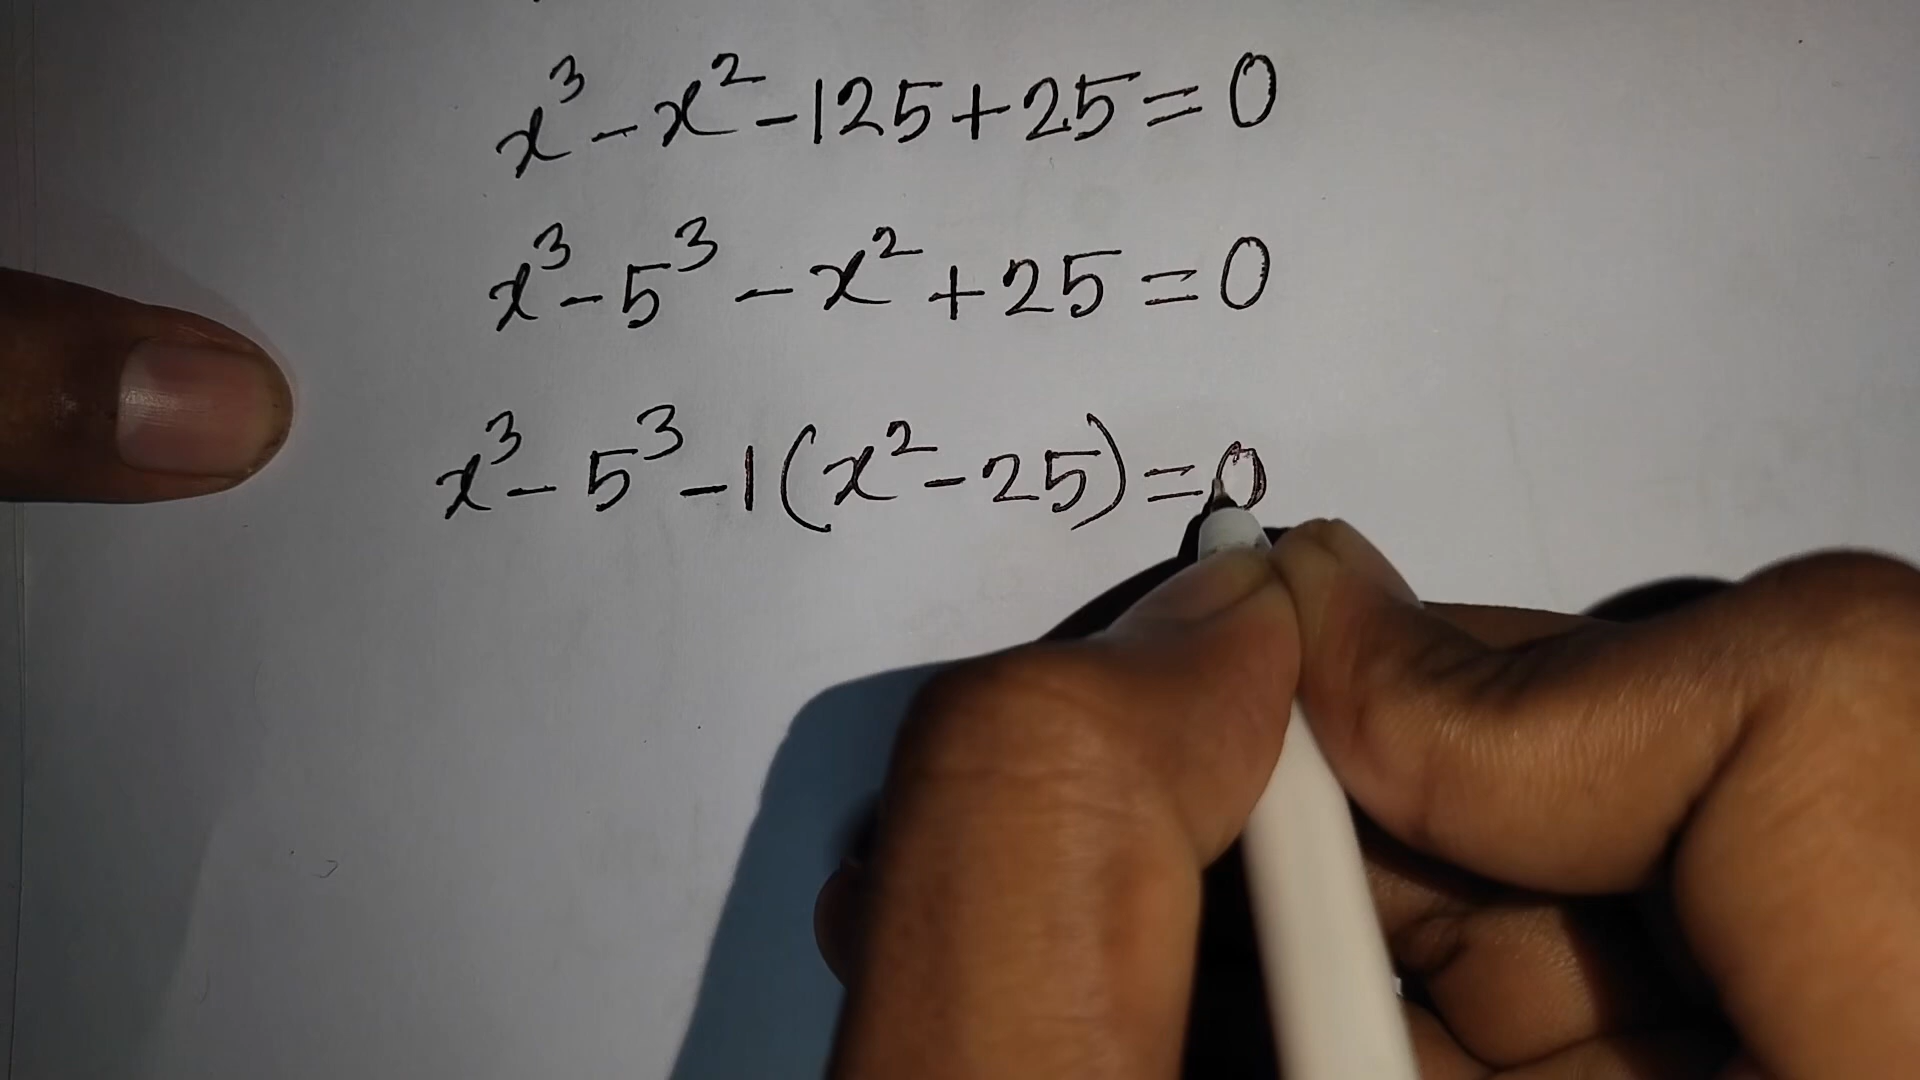 x³ - x² - 125 + 25 = 0
x³ - 5³ - x² + 25 = 0
x³ - 5³ - 1(x² - 25) = 0